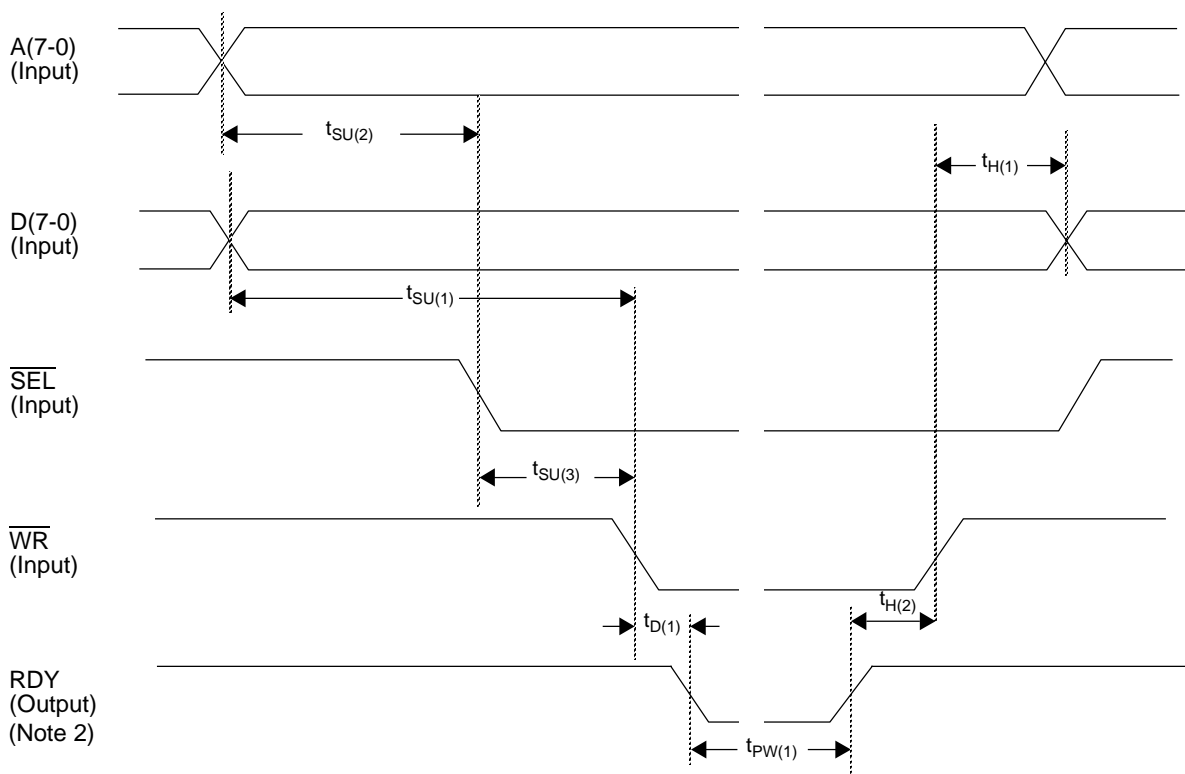 A(7-0)
(Input)
tSU(2)
tH(1)
D(7-0)
(Input)
tSU(1)
SEL
(Input)
tSU(3)
WR
(Input)
tH(2)
tD(1)
RDY
(Output)
(Note 2)
tPW(1)